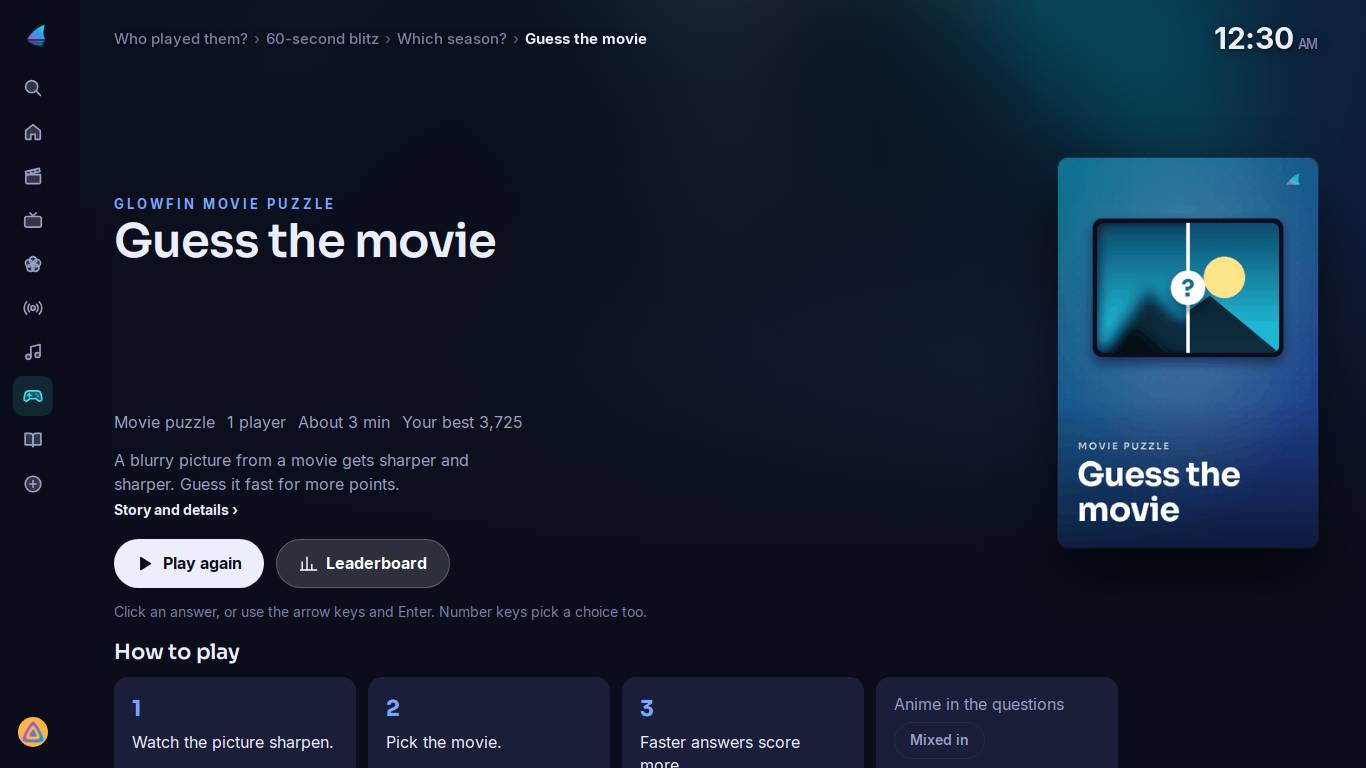 Who played them? › 60-second blitz › Which season? › Guess the movie
12:30 AM
GLOWFIN MOVIE PUZZLE
Guess the movie
?
MOVIE PUZZLE
Guess the
movie
Movie puzzle 1 player About 3 min Your best 3,725
A blurry picture from a movie gets sharper and
sharper. Guess it fast for more points.
Story and details ›
Play again
Leaderboard
Click an answer, or use the arrow keys and Enter. Number keys pick a choice too.
How to play
1
Watch the picture sharpen.
2
Pick the movie.
3
Faster answers score
more
Anime in the questions
Mixed in